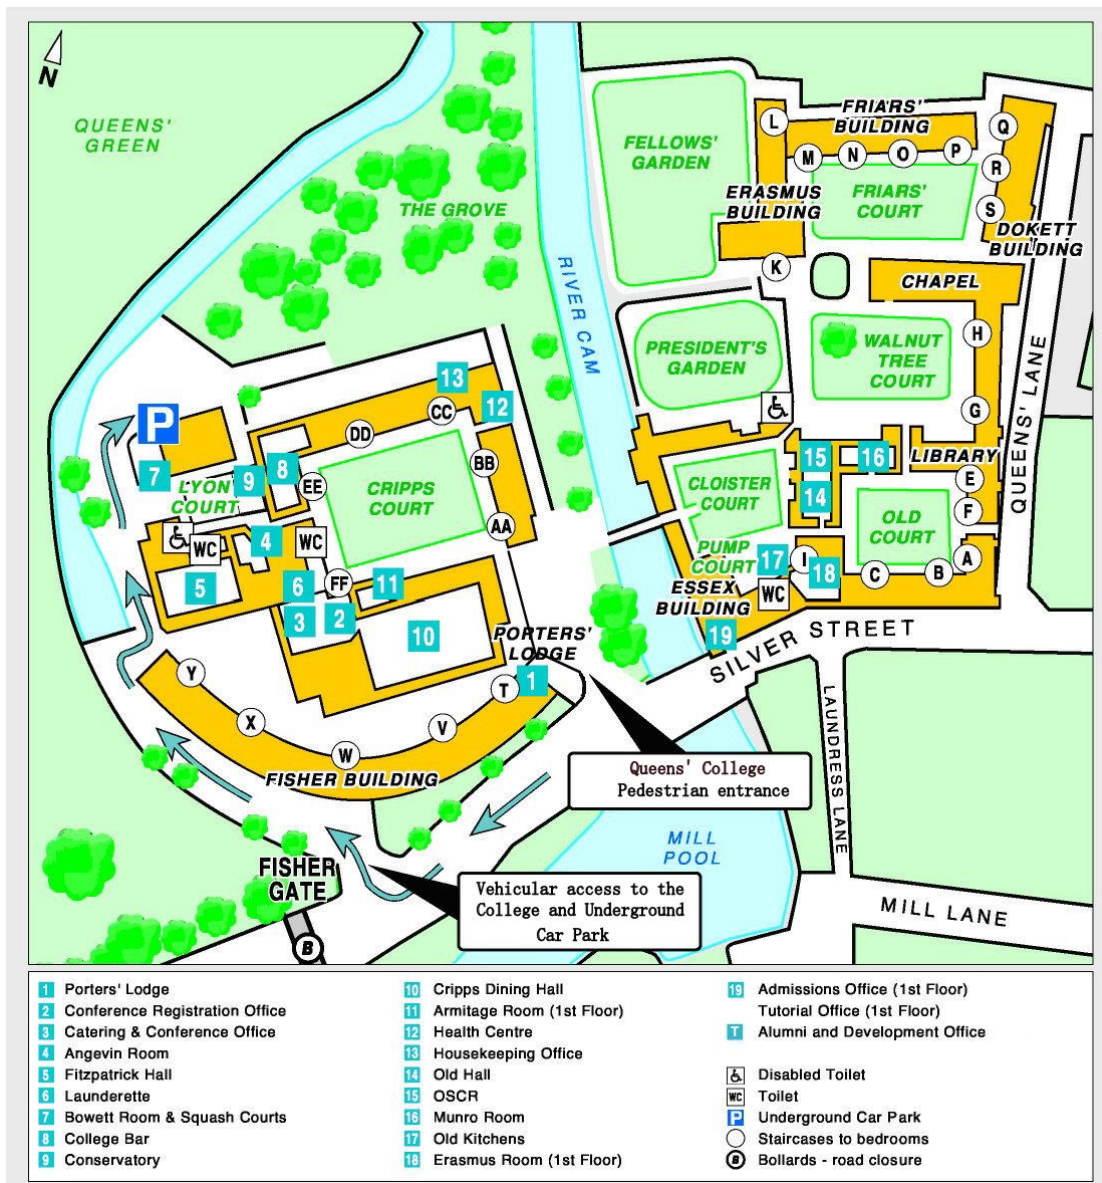 N
QUEENS'
GREEN
THE GROVE
RIVER CAM
FELLOWS'
GARDEN
L
FRIARS'
BUILDING
Q
M
N
O
P
R
ERASMUS
BUILDING
FRIARS'
COURT
S
DOKETT
BUILDING
K
CHAPEL
PRESIDENT'S
GARDEN
WALNUT
TREE
COURT
H
G
QUEENS' LANE
13
12
CC
DD
P
7
9
8
LYON
COURT
EE
CRIPPS
COURT
BB
AA
15
16
LIBRARY
14
CLOISTER
COURT
E
F
OLD
COURT
WC
4
WC
5
6
FF
11
3
2
10
PUMP
COURT
17
I
18
C
B
A
ESSEX
BUILDING
WC
19
SILVER STREET
PORTERS'
LODGE
1
T
Y
X
W
V
FISHER BUILDING
LAUNDRESS LANE
Queens' College
Pedestrian entrance
MILL
POOL
FISHER
GATE
Vehicular access to the
College and Underground
Car Park
MILL LANE
B
1 Porters' Lodge
2 Conference Registration Office
3 Catering & Conference Office
4 Angevin Room
5 Fitzpatrick Hall
6 Launderette
7 Bowett Room & Squash Courts
8 College Bar
9 Conservatory
10 Cripps Dining Hall
11 Armitage Room (1st Floor)
12 Health Centre
13 Housekeeping Office
14 Old Hall
15 OSCR
16 Munro Room
17 Old Kitchens
18 Erasmus Room (1st Floor)
19 Admissions Office (1st Floor)
Tutorial Office (1st Floor)
T Alumni and Development Office
Disabled Toilet
WC Toilet
P Underground Car Park
Staircases to bedrooms
B Bollards - road closure